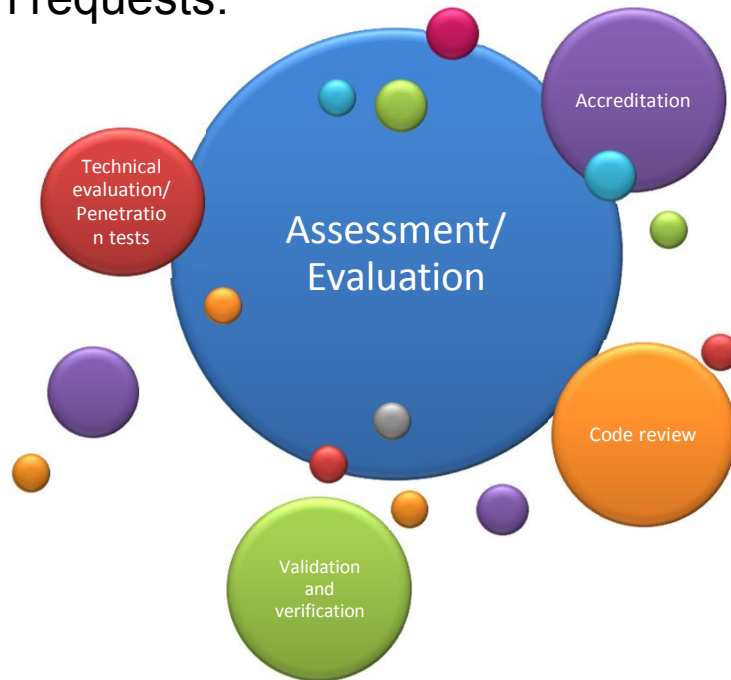 requests.
Accreditation
Technical
evaluation/
Penetratio
n tests
Assessment/
Evaluation
Code review
Validation
and
verification